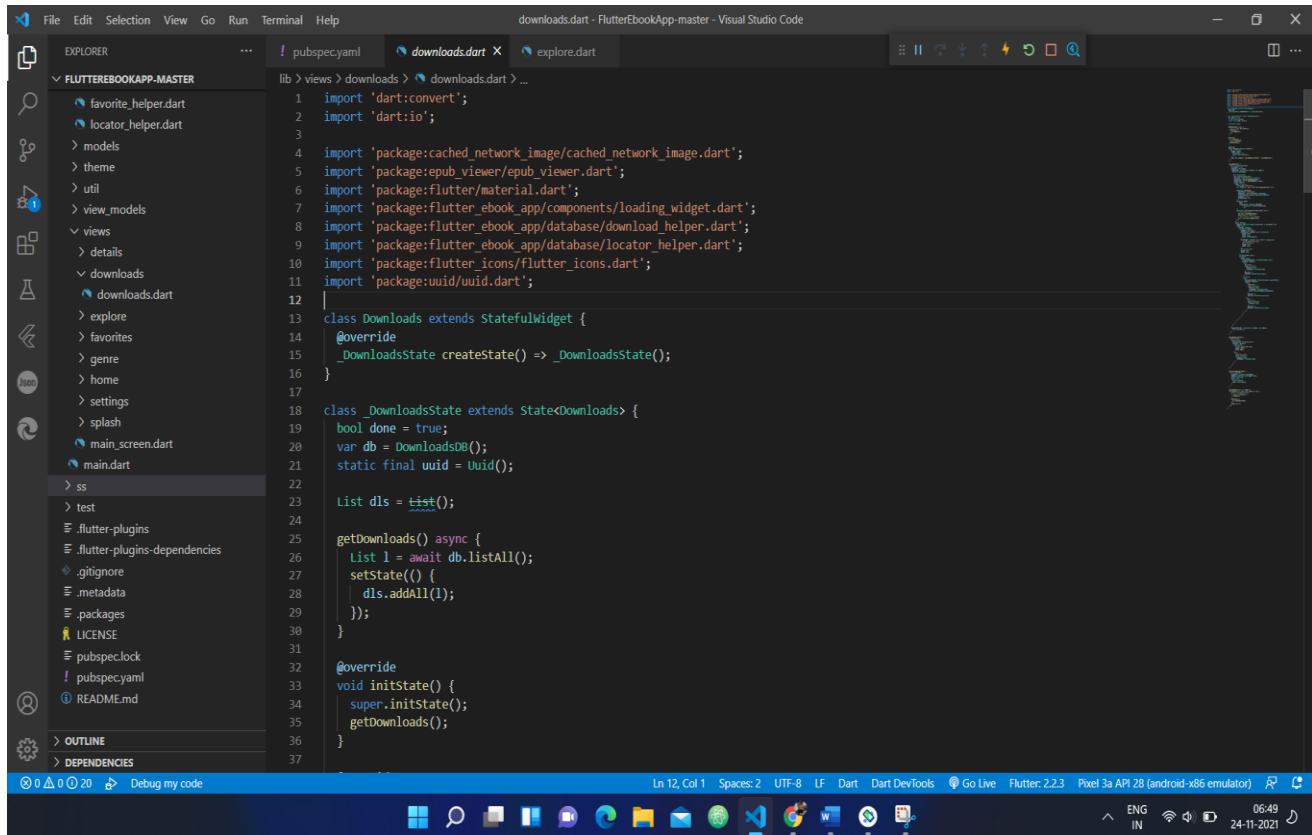 File Edit Selection View Go Run Terminal Help downloads.dart - FlutterEbookApp-master - Visual Studio Code
EXPLORER ...
FLUTTEREBOOKAPP-MASTER
favorite_helper.dart
locator_helper.dart
models
theme
util
view_models
views
details
downloads
downloads.dart
explore
favorites
genre
home
settings
splash
main_screen.dart
main.dart
ss
test
.flutter-plugins
.flutter-plugins-dependencies
.gitignore
.metadata
.packages
LICENSE
pubspec.lock
pubspec.yaml
README.md
OUTLINE
DEPENDENCIES
1
Json
! pubspec.yaml downloads.dart X explore.dart
lib > views > downloads > downloads.dart > ...
1 import 'dart:convert';
2 import 'dart:io';
3
4 import 'package:cached_network_image/cached_network_image.dart';
5 import 'package:epub_viewer/epub_viewer.dart';
6 import 'package:flutter/material.dart';
7 import 'package:flutter_ebook_app/components/loading_widget.dart';
8 import 'package:flutter_ebook_app/database/download_helper.dart';
9 import 'package:flutter_ebook_app/database/locator_helper.dart';
10 import 'package:flutter_icons/flutter_icons.dart';
11 import 'package:uuid/uuid.dart';
12
13 class Downloads extends StatefulWidget {
14 @override
15 _DownloadsState createState() => _DownloadsState();
16 }
17
18 class _DownloadsState extends State<Downloads> {
19 bool done = true;
20 var db = DownloadsDB();
21 static final uuid = Uuid();
22
23 List dls = List();
24
25 getDownloads() async {
26 List l = await db.listAll();
27 setState(() {
28 dls.addAll(l);
29 });
30 }
31
32 @override
33 void initState() {
34 super.initState();
35 getDownloads();
36 }
37
0 0 20 Debug my code Ln 12, Col 1 Spaces: 2 UTF-8 LF Dart Dart DevTools Go Live Flutter: 2.2.3 Pixel 3a API 28 (android-x86 emulator)
ENG
IN
06:49
24-11-2021